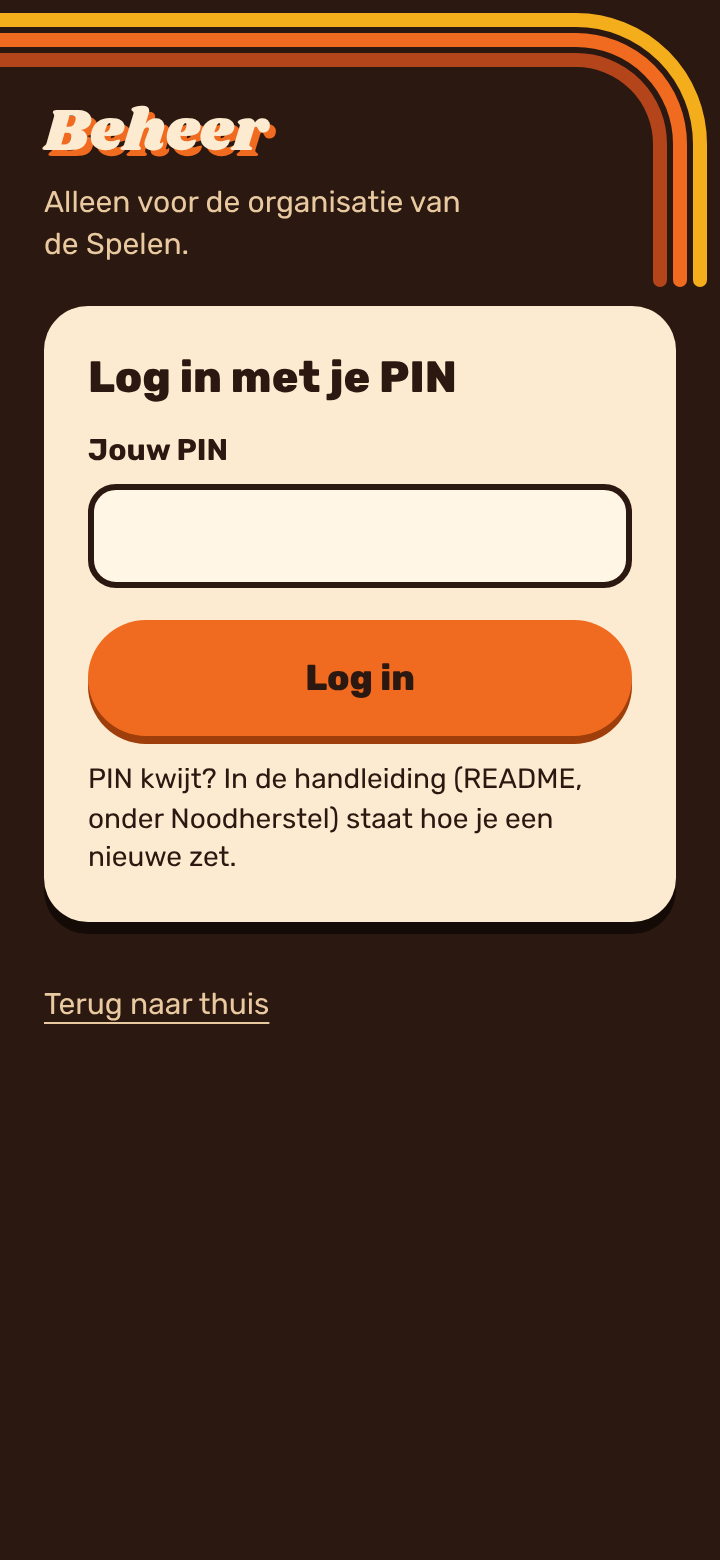 Beheer
Alleen voor de organisatie van
de Spelen.
Log in met je PIN
Jouw PIN
Log in
PIN kwijt? In de handleiding (README,
onder Noodherstel) staat hoe je een
nieuwe zet.
Terug naar thuis